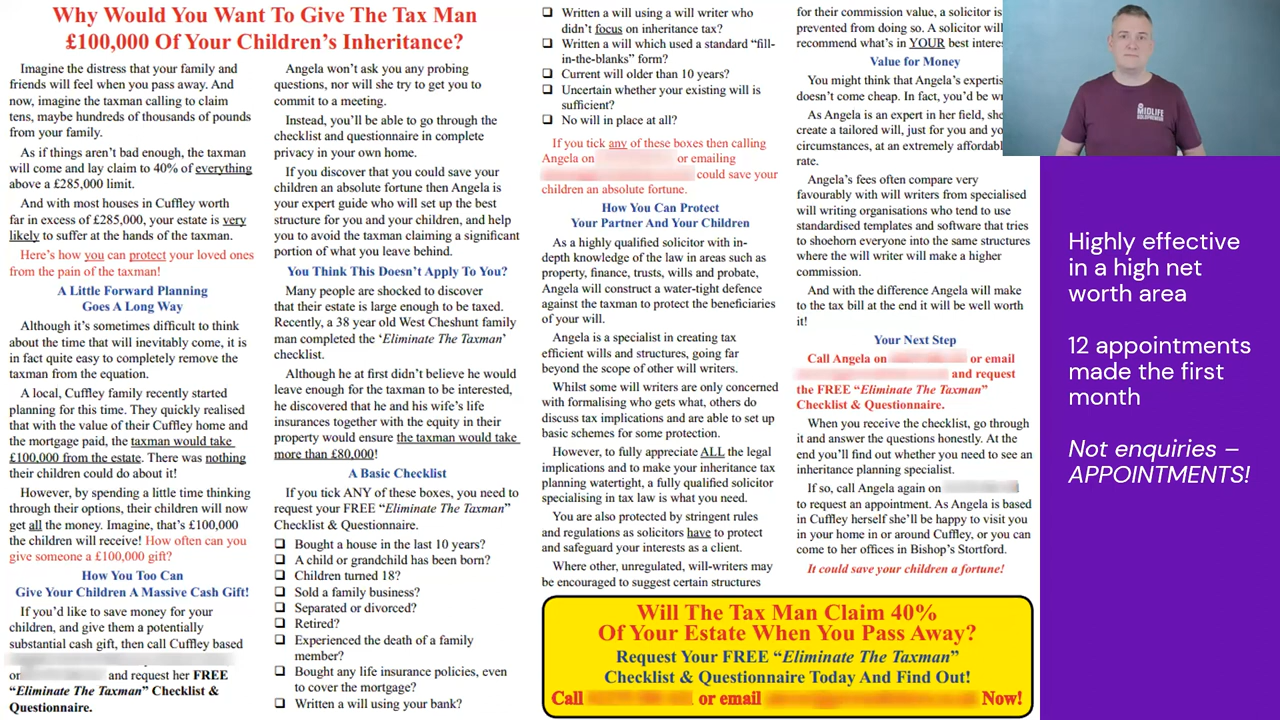 Why Would You Want To Give The Tax Man
£100,000 Of Your Children's Inheritance?
Imagine the distress that your family and
friends will feel when you pass away. And
now, imagine the taxman calling to claim
tens, maybe hundreds of thousands of pounds
from your family.
As if things aren't bad enough, the taxman
will come and lay claim to 40% of everything
above a £285,000 limit.
And with most houses in Cuffley worth
far in excess of £285,000, your estate is very
likely to suffer at the hands of the taxman.
Here's how you can protect your loved ones
from the pain of the taxman!
A Little Forward Planning
Goes A Long Way
Although it's sometimes difficult to think
about the time that will inevitably come, it is
in fact quite easy to completely remove the
taxman from the equation.
A local, Cuffley family recently started
planning for this time. They quickly realised
that with the value of their Cuffley home and
the mortgage paid, the taxman would take
£100,000 from the estate. There was nothing
their children could do about it!
However, by spending a little time thinking
through their options, their children will now
get all the money. Imagine, that's £100,000
the children will receive! How often can you
give someone a £100,000 gift?
How You Too Can
Give Your Children A Massive Cash Gift!
If you'd like to save money for your
children, and give them a potentially
substantial cash gift, then call Cuffley based
or and request her FREE
"Eliminate The Taxman" Checklist &
Questionnaire.
Angela won't ask you any probing
questions, nor will she try to get you to
commit to a meeting.
Instead, you'll be able to go through the
checklist and questionnaire in complete
privacy in your own home.
If you discover that you could save your
children an absolute fortune then Angela is
your expert guide who will set up the best
structure for you and your children, and help
you to avoid the taxman claiming a significant
portion of what you leave behind.
You Think This Doesn't Apply To You?
Many people are shocked to discover
that their estate is large enough to be taxed.
Recently, a 38 year old West Cheshunt family
man completed the 'Eliminate The Taxman'
checklist.
Although he at first didn't believe he would
leave enough for the taxman to be interested,
he discovered that he and his wife's life
insurances together with the equity in their
property would ensure the taxman would take
more than £80,000!
A Basic Checklist
If you tick ANY of these boxes, you need to
request your FREE "Eliminate The Taxman"
Checklist & Questionnaire.
❑ Bought a house in the last 10 years?
❑ A child or grandchild has been born?
❑ Children turned 18?
❑ Sold a family business?
❑ Separated or divorced?
❑ Retired?
❑ Experienced the death of a family
member?
❑ Bought any life insurance policies, even
to cover the mortgage?
❑ Written a will using your bank?
❑ Written a will using a will writer who
didn't focus on inheritance tax?
❑ Written a will which used a standard "fill-
in-the-blanks" form?
❑ Current will older than 10 years?
❑ Uncertain whether your existing will is
sufficient?
❑ No will in place at all?
If you tick any of these boxes then calling
Angela on or emailing
could save your
children an absolute fortune.
How You Can Protect
Your Partner And Your Children
As a highly qualified solicitor with in-
depth knowledge of the law in areas such as
property, finance, trusts, wills and probate,
Angela will construct a water-tight defence
against the taxman to protect the beneficiaries
of your will.
Angela is a specialist in creating tax
efficient wills and structures, going far
beyond the scope of other will writers.
Whilst some will writers are only concerned
with formalising who gets what, others do
discuss tax implications and are able to set up
basic schemes for some protection.
However, to fully appreciate ALL the legal
implications and to make your inheritance tax
planning watertight, a fully qualified solicitor
specialising in tax law is what you need.
You are also protected by stringent rules
and regulations as solicitors have to protect
and safeguard your interests as a client.
Where other, unregulated, will-writers may
be encouraged to suggest certain structures
for their commission value, a solicitor is
prevented from doing so. A solicitor will
recommend what's in YOUR best
Value for Money
You might think that Angela's
doesn't come cheap. In fact, you'd be
As Angela is an expert in her field, she
create a tailored will, just for you and
circumstances, at an extremely
rate.
Angela's fees often compare very
favourably with will writers from specialised
will writing organisations who tend to use
standardised templates and software that tries
to shoehorn everyone into the same structures
where the will writer will make a higher
commission.
And with the difference Angela will make
to the tax bill at the end it will be well worth
it!
Your Next Step
Call Angela on or email
and request
the FREE "Eliminate The Taxman"
Checklist & Questionnaire.
When you receive the checklist, go through
it and answer the questions honestly. At the
end you'll find out whether you need to see an
inheritance planning specialist.
If so, call Angela again on
to request an appointment. As Angela is based
in Cuffley herself she'll be happy to visit you
in your home in or around Cuffley, or you can
come to her offices in Bishop's Stortford.
It could save your children a fortune!
Will The Tax Man Claim 40%
Of Your Estate When You Pass Away?
Request Your FREE "Eliminate The Taxman"
Checklist & Questionnaire Today And Find Out!
Call or email Now!
MIDLIFE
SOLOPRENEUR
Highly effective
in a high net
worth area
12 appointments
made the first
month
Not enquiries –
APPOINTMENTS!